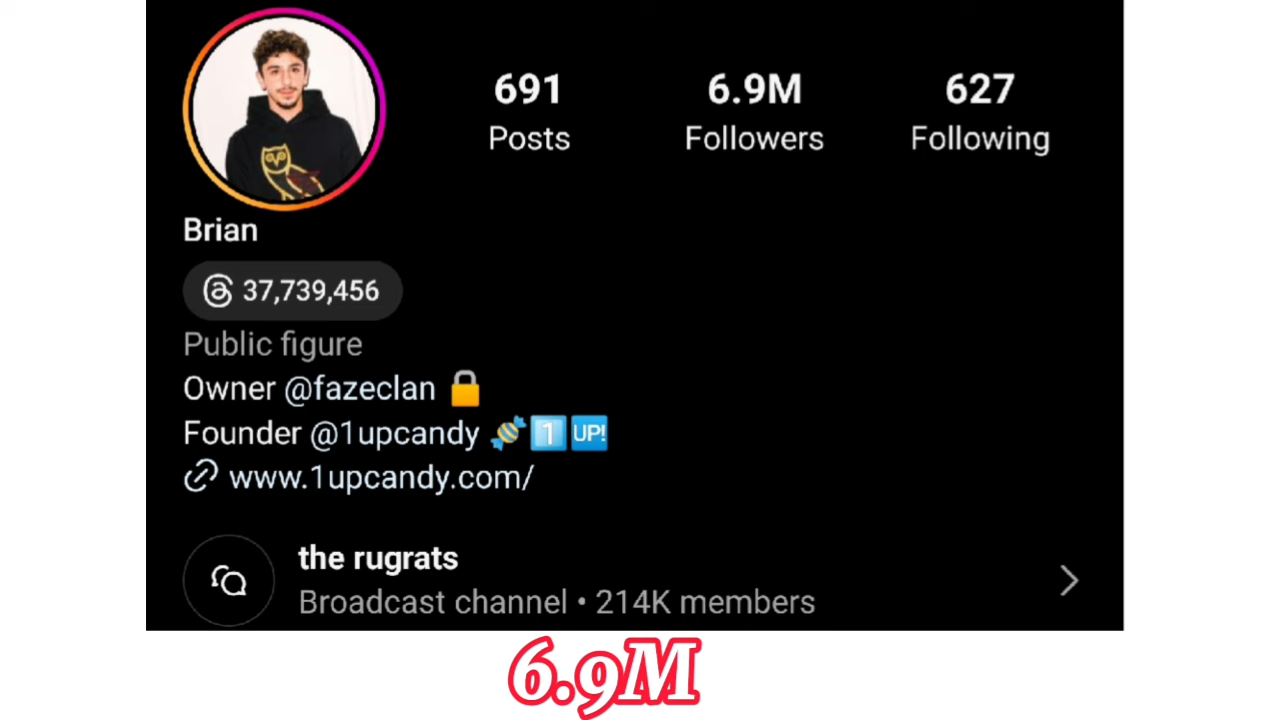 691 6.9M 627
Posts Followers Following
Brian
37,739,456
Public figure
Owner @fazeclan 🔒
Founder @1upcandy 🍬1️⃣🆙
www.1upcandy.com/
the rugrats
Broadcast channel • 214K members
6.9M